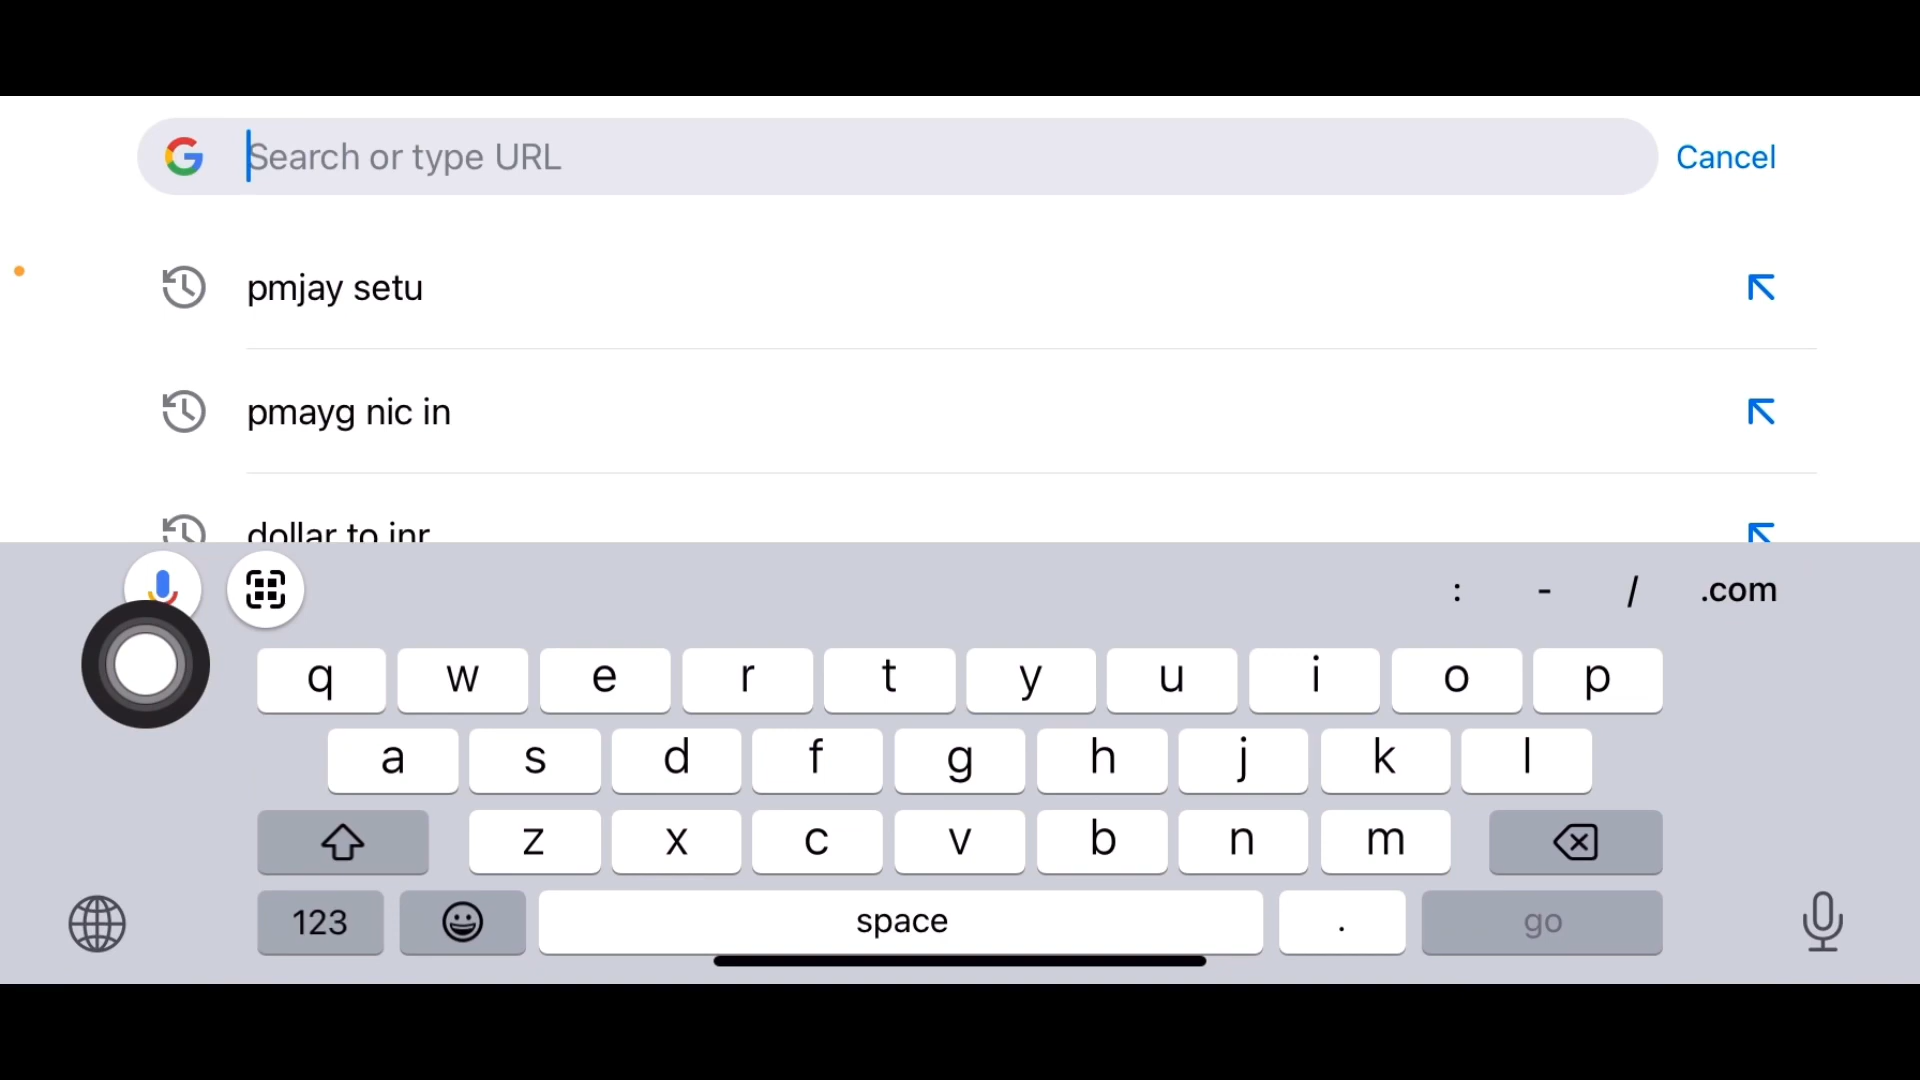 Search or type URL
Cancel
pmjay setu
pmayg nic in
dollar to inr
: - / .com
q w e r t y u i o p
a s d f g h j k l
z x c v b n m
123 space . go